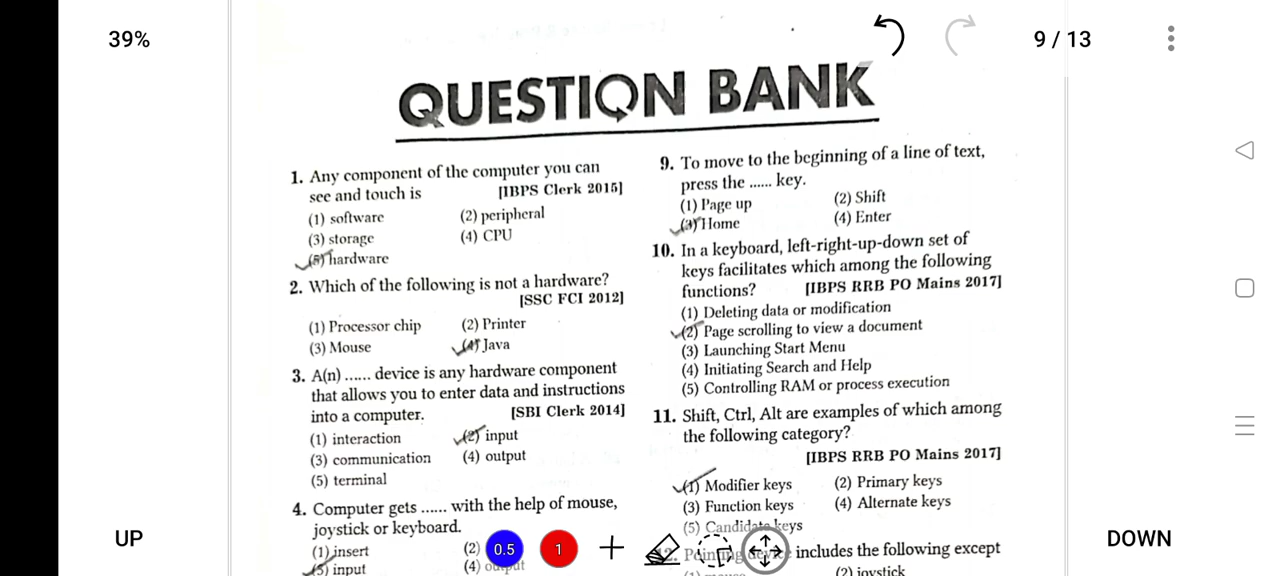 39%
9 / 13
QUESTION BANK
1. Any component of the computer you can
see and touch is [IBPS Clerk 2015]
(1) software (2) peripheral
(3) storage (4) CPU
(5) hardware
2. Which of the following is not a hardware?
[SSC FCI 2012]
(1) Processor chip (2) Printer
(3) Mouse (4) Java
3. A(n) ...... device is any hardware component
that allows you to enter data and instructions
into a computer. [SBI Clerk 2014]
(1) interaction (2) input
(3) communication (4) output
(5) terminal
4. Computer gets ...... with the help of mouse,
joystick or keyboard.
(1) insert (2)
(5) input (4) output
9. To move to the beginning of a line of text,
press the ...... key.
(1) Page up (2) Shift
(3) Home (4) Enter
10. In a keyboard, left-right-up-down set of
keys facilitates which among the following
functions? [IBPS RRB PO Mains 2017]
(1) Deleting data or modification
(2) Page scrolling to view a document
(3) Launching Start Menu
(4) Initiating Search and Help
(5) Controlling RAM or process execution
11. Shift, Ctrl, Alt are examples of which among
the following category?
[IBPS RRB PO Mains 2017]
(1) Modifier keys (2) Primary keys
(3) Function keys (4) Alternate keys
(5) Candidate keys
12. Pointing device includes the following except
(2) joystick
UP
0.5
1
DOWN